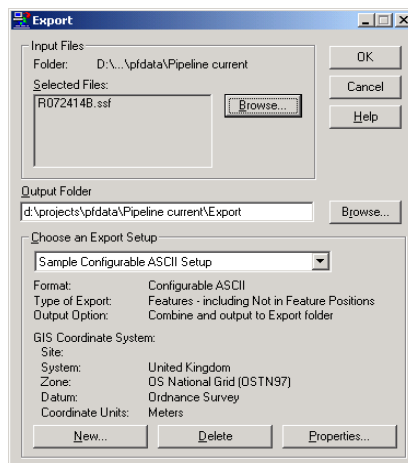 Export
Input Files
Folder: D:\...\pfdata\Pipeline current
Selected Files:
R072414B.ssf
Browse...
OK
Cancel
Help
Output Folder
d:\projects\pfdata\Pipeline current\Export
Browse...
Choose an Export Setup
Sample Configurable ASCII Setup
Format: Configurable ASCII
Type of Export: Features - including Not in Feature Positions
Output Option: Combine and output to Export folder
GIS Coordinate System:
Site:
System: United Kingdom
Zone: OS National Grid (OSTN97)
Datum: Ordnance Survey
Coordinate Units: Meters
New... Delete Properties...